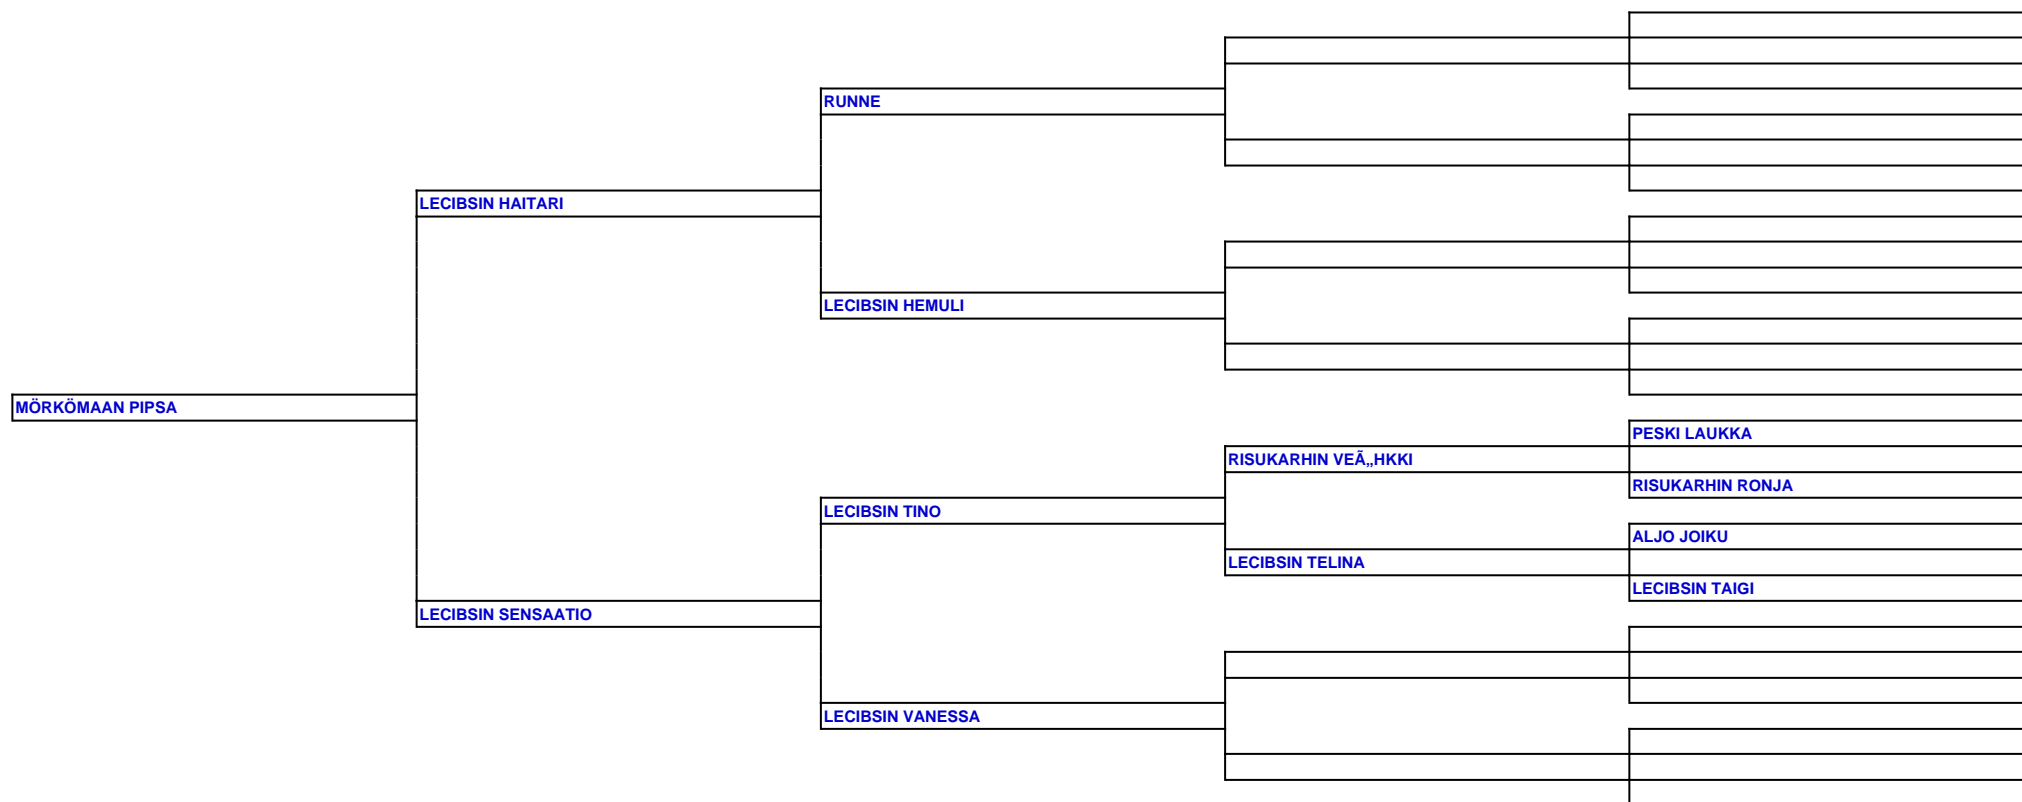 RUNNE
LECIBSIN HAITARI
LECIBSIN HEMULI
MÖRKÖMAAN PIPSA
PESKI LAUKKA
RISUKARHIN VEÃ„HKKI
RISUKARHIN RONJA
LECIBSIN TINO
ALJO JOIKU
LECIBSIN TELINA
LECIBSIN TAIGI
LECIBSIN SENSAATIO
LECIBSIN VANESSA